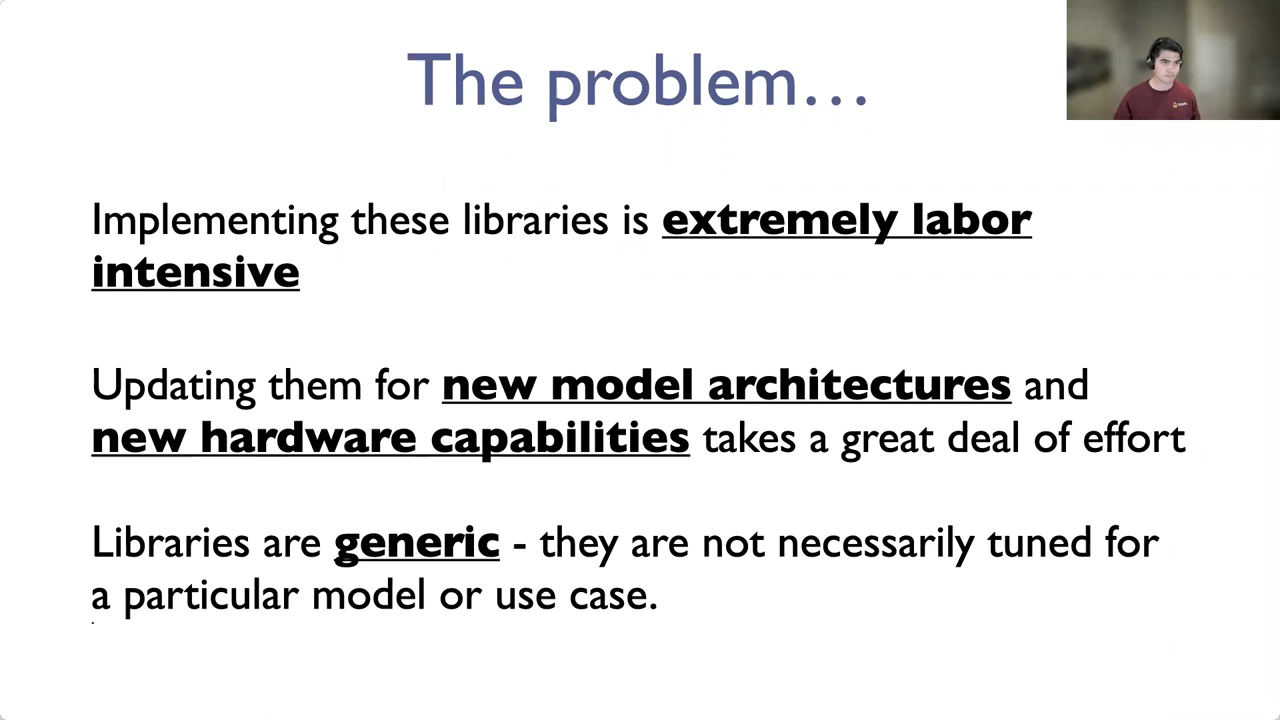 The problem…
Implementing these libraries is extremely labor
intensive
Updating them for new model architectures and
new hardware capabilities takes a great deal of effort
Libraries are generic - they are not necessarily tuned for
a particular model or use case.